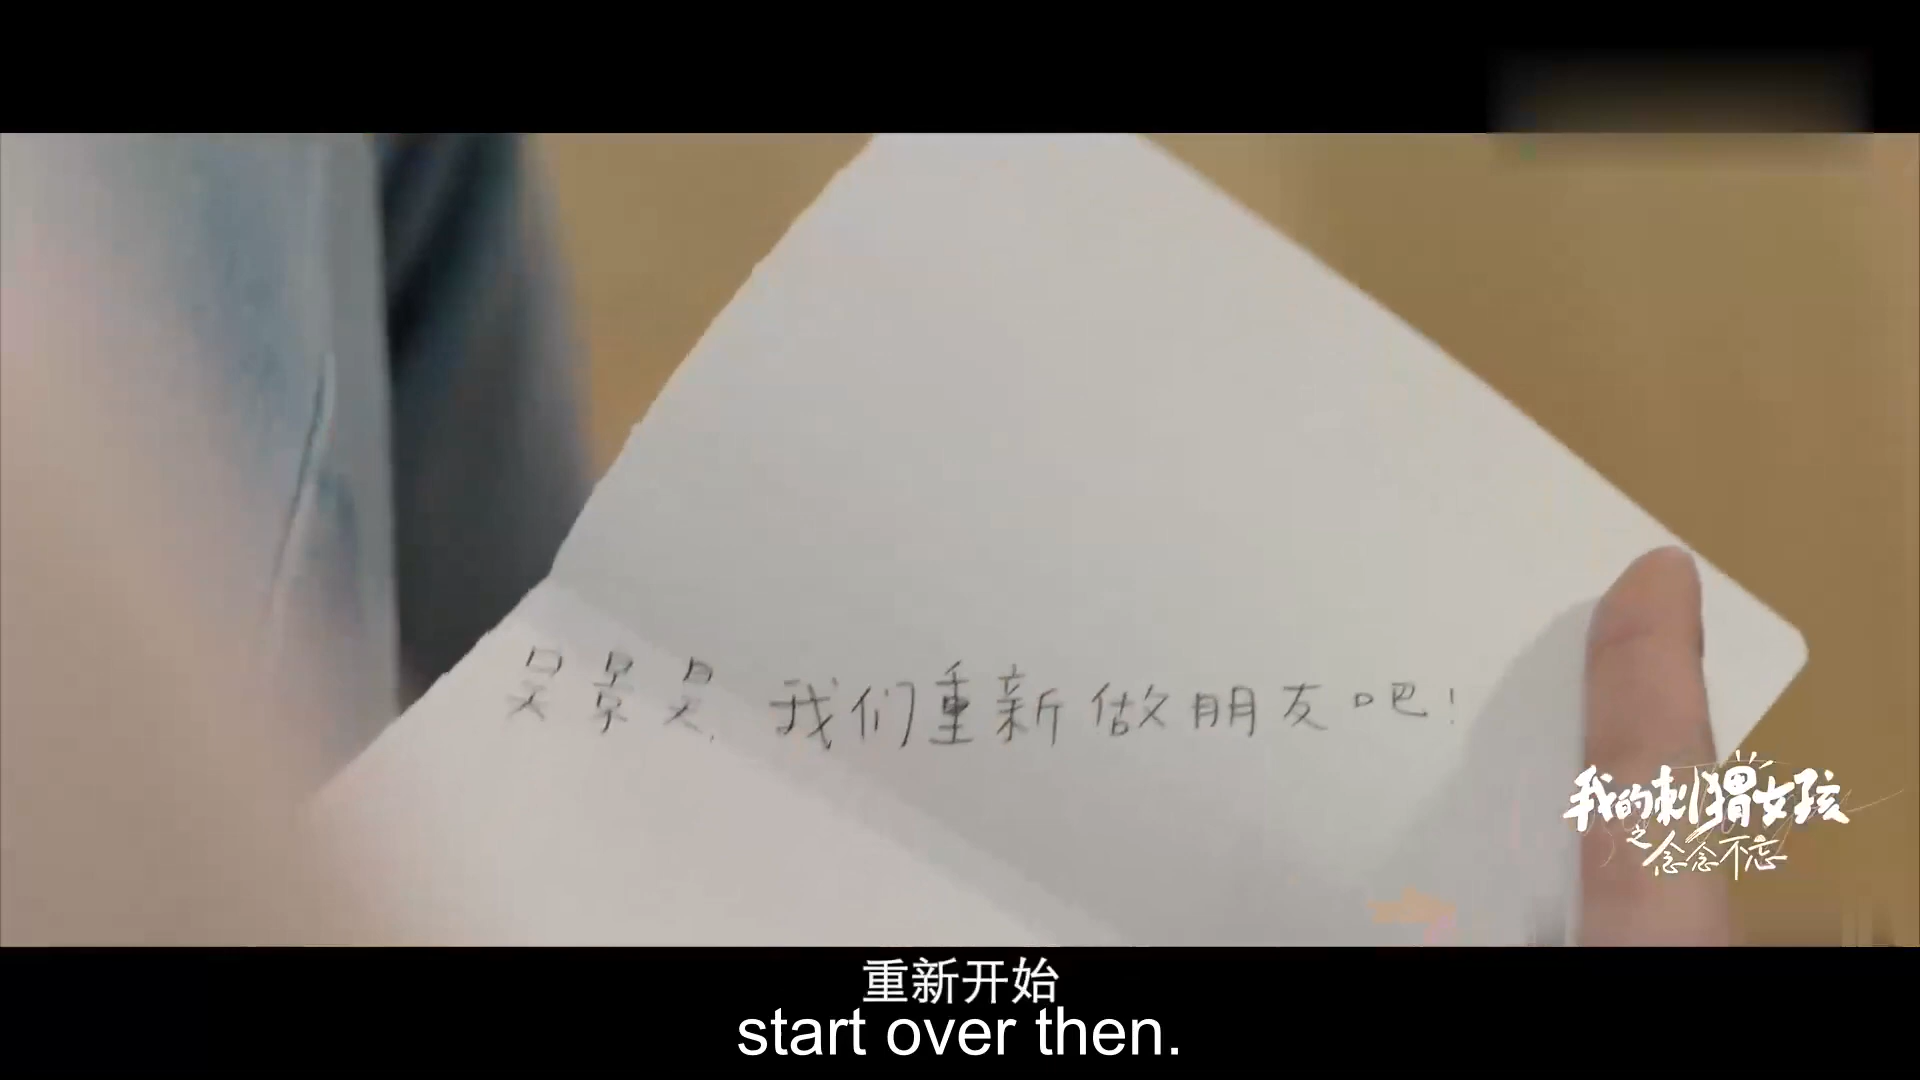 吴景昊,我们重新做朋友吧!
我的刺猬女孩
之念念不忘
重新开始
start over then.